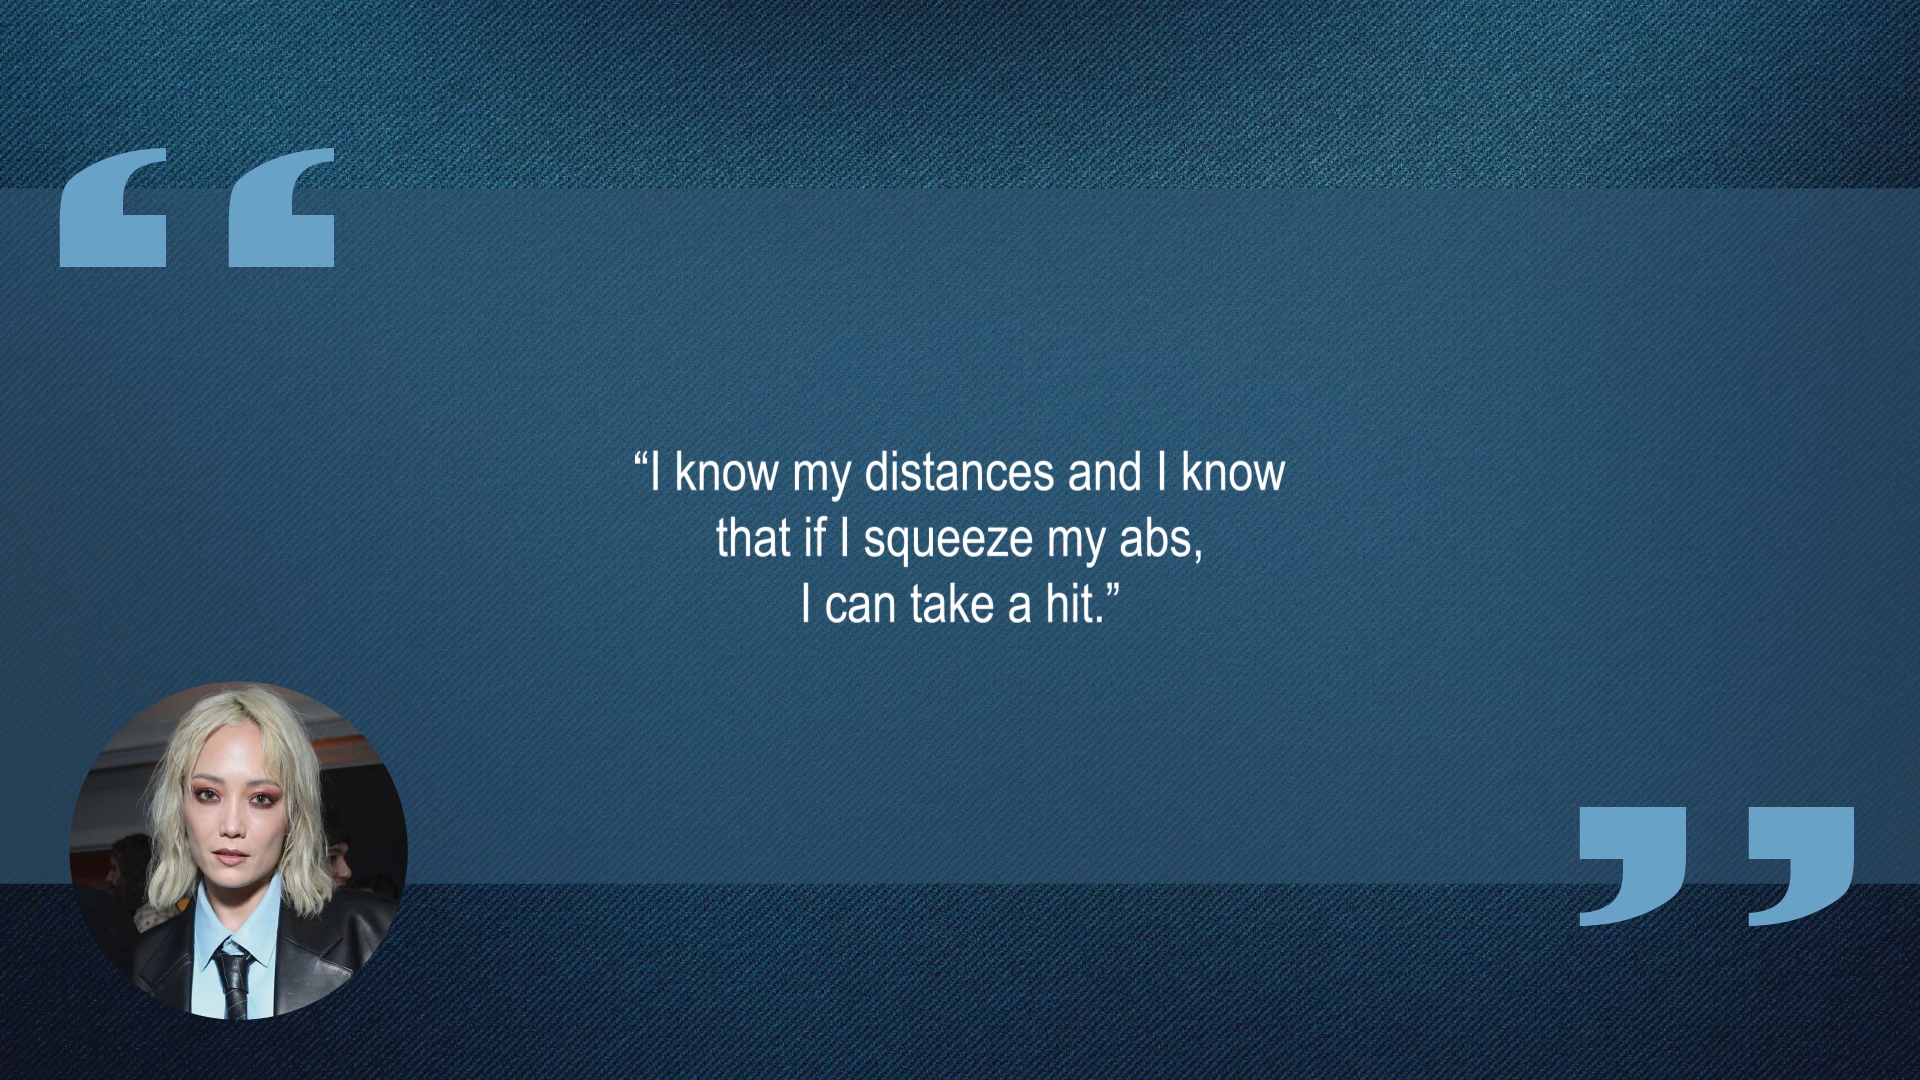 “I know my distances and I know
that if I squeeze my abs,
I can take a hit.”